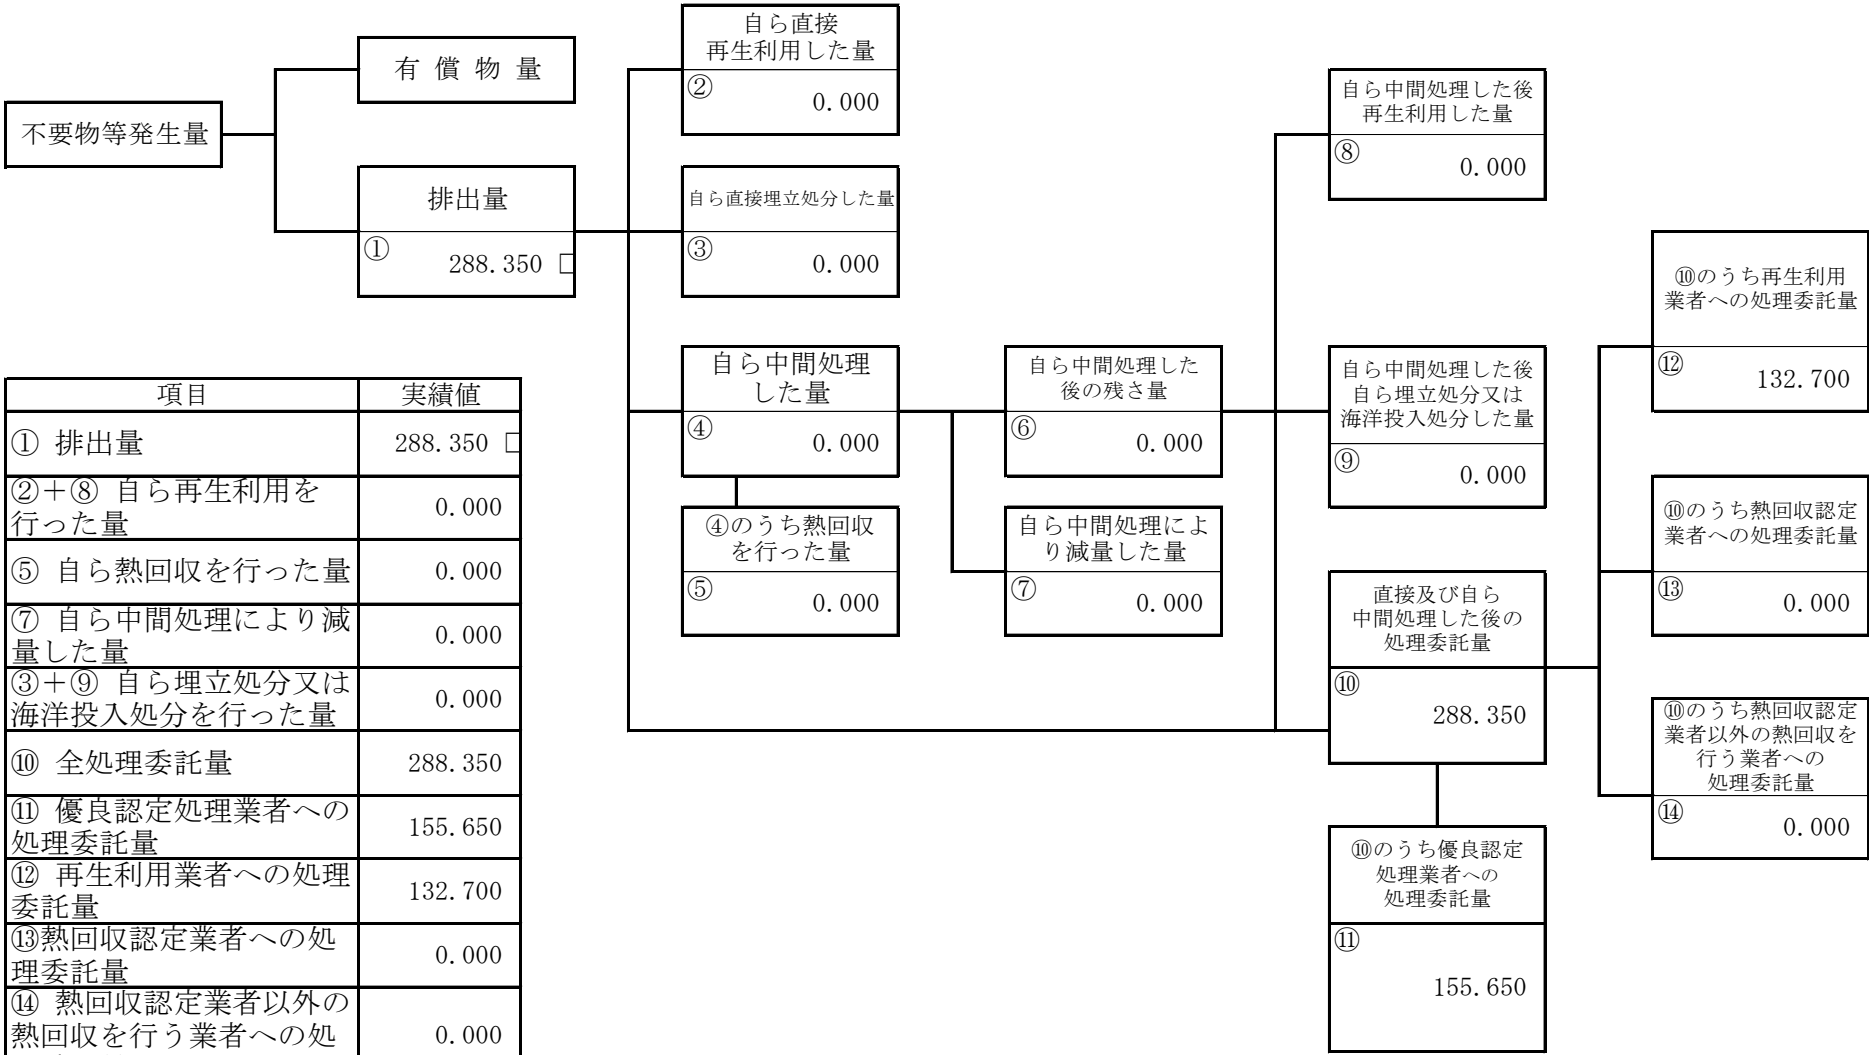 不要物等発生量
有償物量
排出量
① 288.350 □
自ら直接
再生利用した量
② 0.000
自ら直接埋立処分した量
③ 0.000
自ら中間処理
した量
④ 0.000
④のうち熱回収
を行った量
⑤ 0.000
自ら中間処理した
後の残さ量
⑥ 0.000
自ら中間処理によ
り減量した量
⑦ 0.000
自ら中間処理した後
再生利用した量
⑧ 0.000
自ら中間処理した後
自ら埋立処分又は
海洋投入処分した量
⑨ 0.000
直接及び自ら
中間処理した後の
処理委託量
⑩ 288.350
⑩のうち優良認定
処理業者への
処理委託量
⑪ 155.650
⑩のうち再生利用
業者への処理委託量
⑫ 132.700
⑩のうち熱回収認定
業者への処理委託量
⑬ 0.000
⑩のうち熱回収認定
業者以外の熱回収を
行う業者への
処理委託量
⑭ 0.000
項目 実績値
① 排出量 288.350 □
②＋⑧ 自ら再生利用を
行った量 0.000
⑤ 自ら熱回収を行った量 0.000
⑦ 自ら中間処理により減
量した量 0.000
③＋⑨ 自ら埋立処分又は
海洋投入処分を行った量 0.000
⑩ 全処理委託量 288.350
⑪ 優良認定処理業者への
処理委託量 155.650
⑫ 再生利用業者への処理
委託量 132.700
⑬熱回収認定業者への処
理委託量 0.000
⑭ 熱回収認定業者以外の
熱回収を行う業者への処 0.000